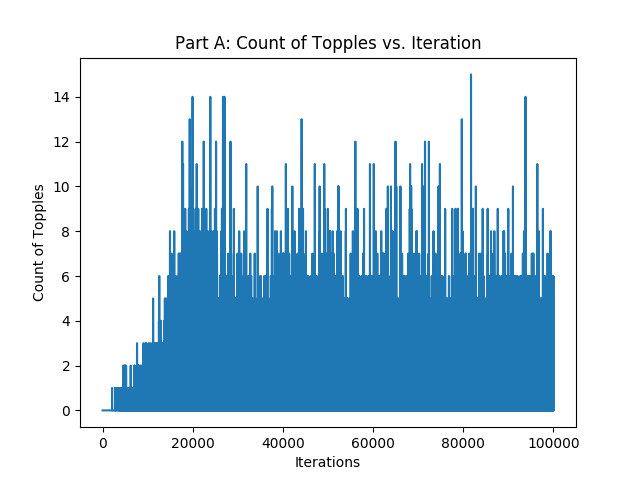 Part A: Count of Topples vs. Iteration
14
12
10
8
6
4
2
0
Count of Topples
0 20000 40000 60000 80000 100000
Iterations